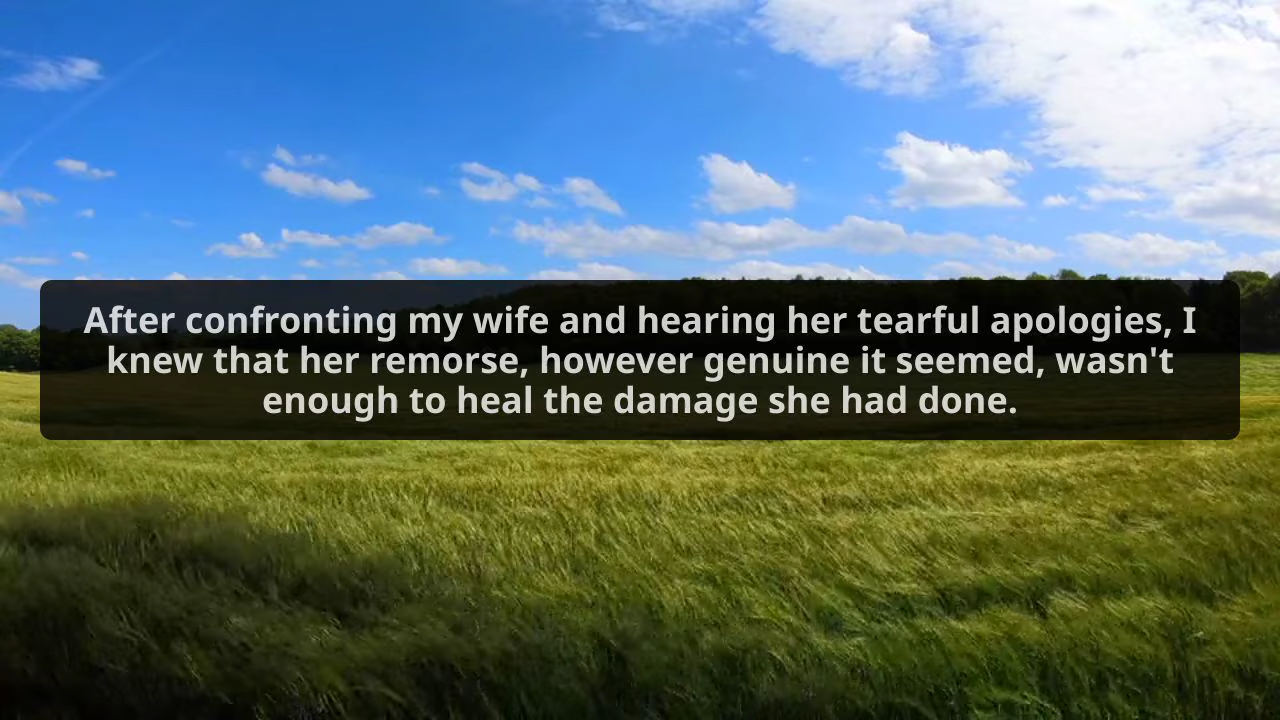 After confronting my wife and hearing her tearful apologies, I
knew that her remorse, however genuine it seemed, wasn't
enough to heal the damage she had done.